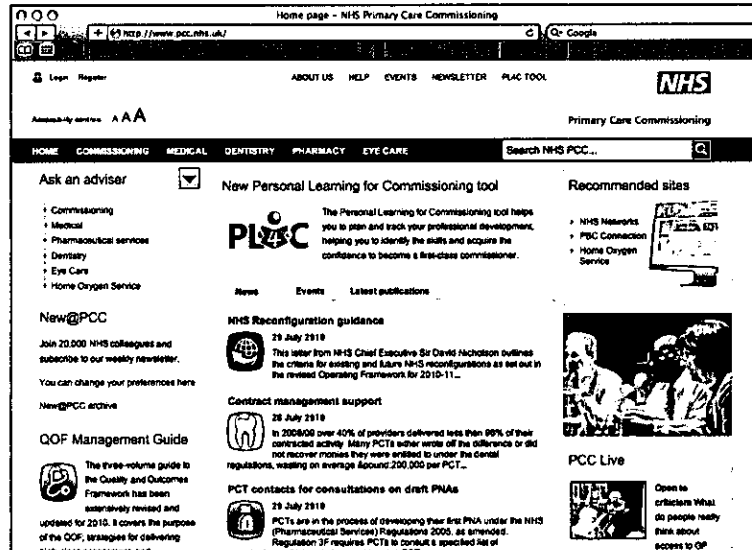 Home page – NHS Primary Care Commissioning
http://www.pcc.nhs.uk/
Google
Login Register
ABOUT US HELP EVENTS NEWSLETTER PL4C TOOL
NHS
A A A
Primary Care Commissioning
HOME COMMISSIONING MEDICAL DENTISTRY PHARMACY EYE CARE
Search NHS PCC...
Ask an adviser
Commissioning
Medical
Pharmaceutical services
Dentistry
Eye Care
Home Oxygen Service
New@PCC
Join 20,000 NHS colleagues and
subscribe to our weekly newsletter.
You can change your preferences here
New@PCC archive
QOF Management Guide
The three-volume guide to
the Quality and Outcomes
Framework has been
extensively revised and
updated for 2010. It covers the purpose
of the QOF, strategies for delivering
New Personal Learning for Commissioning tool
PL4C
The Personal Learning for Commissioning tool helps
you to plan and track your professional development,
helping you to identify the skills and acquire the
confidence to become a first-class commissioner.
News Events Latest publications
NHS Reconfiguration guidance
29 July 2010
This letter from NHS Chief Executive Sir David Nicholson outlines
the criteria for existing and future NHS reconfigurations as set out in
the revised Operating Framework for 2010-11...
Contract management support
28 July 2010
In 2008/09 over 40% of providers delivered less than 96% of their
contracted activity. Many PCTs either wrote off the difference or did
not recover monies they were entitled to under the dental
regulations, wasting on average &pound;200,000 per PCT...
PCT contacts for consultations on draft PNAs
29 July 2010
PCTs are in the process of developing their first PNA under the NHS
(Pharmaceutical Services) Regulations 2005, as amended.
Regulation 3F requires PCTs to consult a specified list of
Recommended sites
NHS Networks
PBC Connection
Home Oxygen
Service
PCC Live
Open to
criticism What
do people really
think about
access to GP